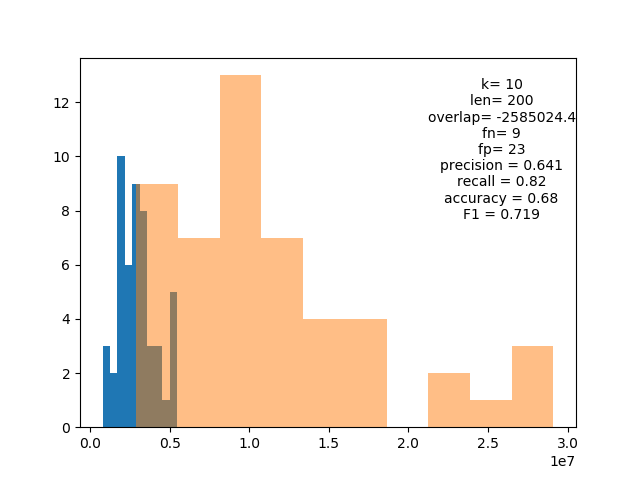 k= 10
len= 200
overlap= -2585024.4
fn= 9
fp= 23
precision = 0.641
recall = 0.82
accuracy = 0.68
F1 = 0.719
12
10
8
6
4
2
0
0.0 0.5 1.0 1.5 2.0 2.5 3.0
1e7